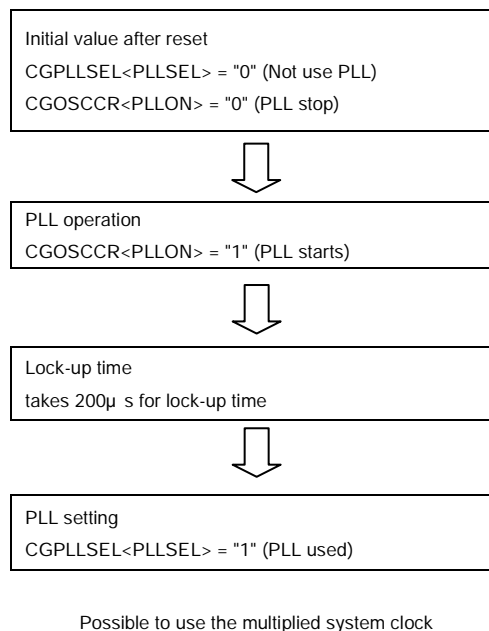 Initial value after reset
CGPLLSEL<PLLSEL> = "0" (Not use PLL)
CGOSCCR<PLLON> = "0" (PLL stop)
PLL operation
CGOSCCR<PLLON> = "1" (PLL starts)
Lock-up time
takes 200μ s for lock-up time
PLL setting
CGPLLSEL<PLLSEL> = "1" (PLL used)
Possible to use the multiplied system clock